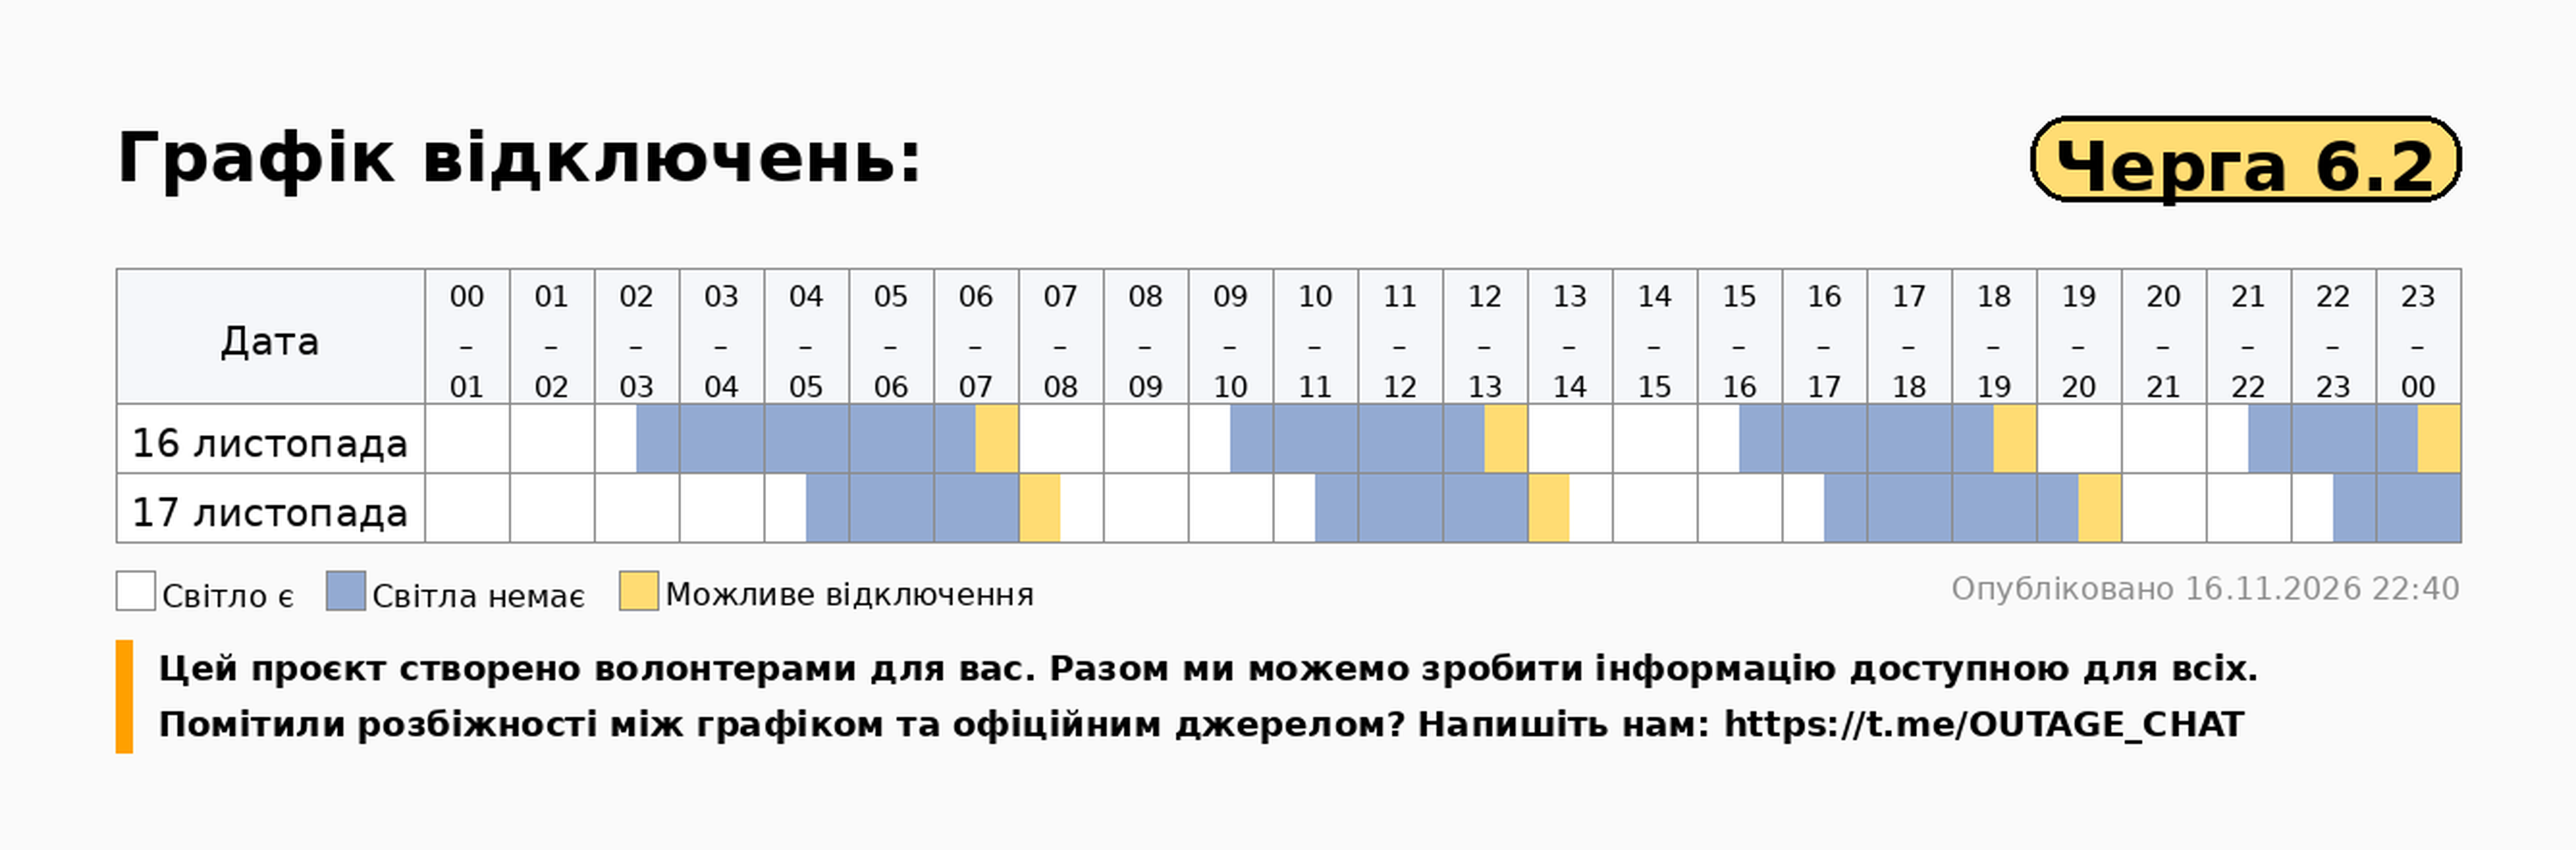 Графік відключень:
Черга 6.2
Дата
00 – 01
01 – 02
02 – 03
03 – 04
04 – 05
05 – 06
06 – 07
07 – 08
08 – 09
09 – 10
10 – 11
11 – 12
12 – 13
13 – 14
14 – 15
15 – 16
16 – 17
17 – 18
18 – 19
19 – 20
20 – 21
21 – 22
22 – 23
23 – 00
16 листопада
17 листопада
Світло є
Світла немає
Можливе відключення
Опубліковано 16.11.2026 22:40
Цей проєкт створено волонтерами для вас. Разом ми можемо зробити інформацію доступною для всіх.
Помітили розбіжності між графіком та офіційним джерелом? Напишіть нам: https://t.me/OUTAGE_CHAT